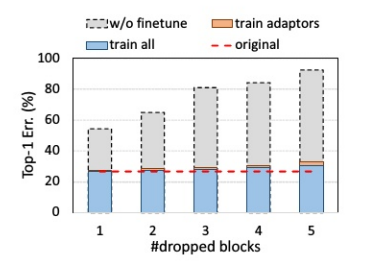 w/o finetune train adaptors
train all original
100
80
60
40
20
0
Top-1 Err. (%)
1 2 3 4 5
#dropped blocks